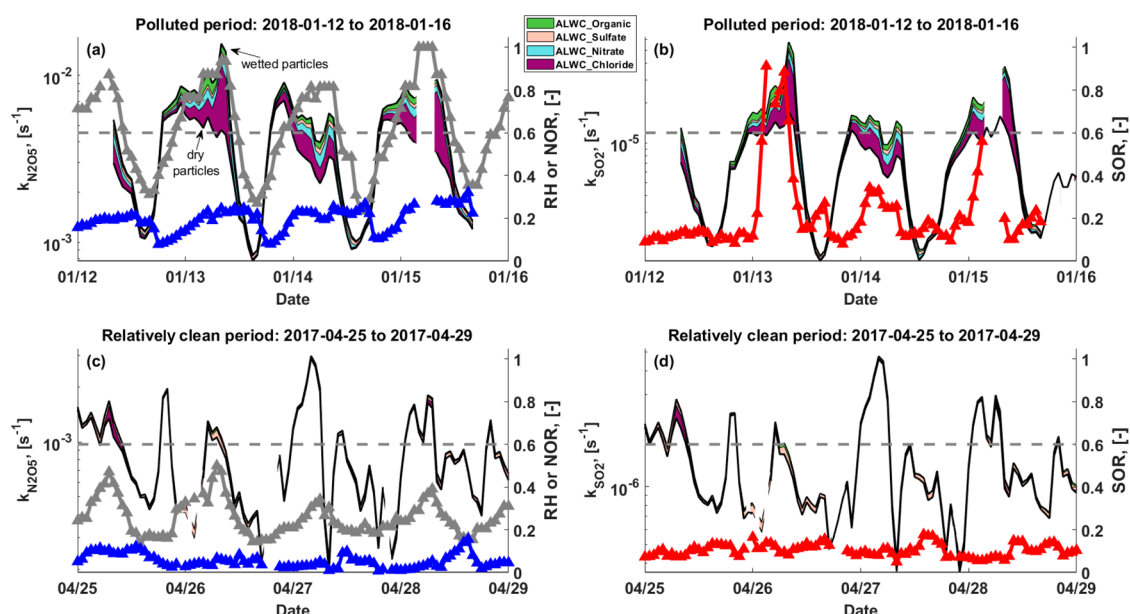 Polluted period: 2018-01-12 to 2018-01-16
ALWC_Organic
ALWC_Sulfate
ALWC_Nitrate
ALWC_Chloride
Polluted period: 2018-01-12 to 2018-01-16
(a)
wetted particles
dry
particles
10⁻²
10⁻³
k_N2O5, [s⁻¹]
1
0.8
0.6
0.4
0.2
0
RH or NOR, [-]
01/12
01/13
01/14
01/15
01/16
Date
(b)
10⁻⁵
k_SO2, [s⁻¹]
1
0.8
0.6
0.4
0.2
0
SOR, [-]
01/12
01/13
01/14
01/15
01/16
Date
Relatively clean period: 2017-04-25 to 2017-04-29
(c)
10⁻³
k_N2O5, [s⁻¹]
1
0.8
0.6
0.4
0.2
0
RH or NOR, [-]
04/25
04/26
04/27
04/28
04/29
Date
Relatively clean period: 2017-04-25 to 2017-04-29
(d)
10⁻⁶
k_SO2, [s⁻¹]
1
0.8
0.6
0.4
0.2
0
SOR, [-]
04/25
04/26
04/27
04/28
04/29
Date